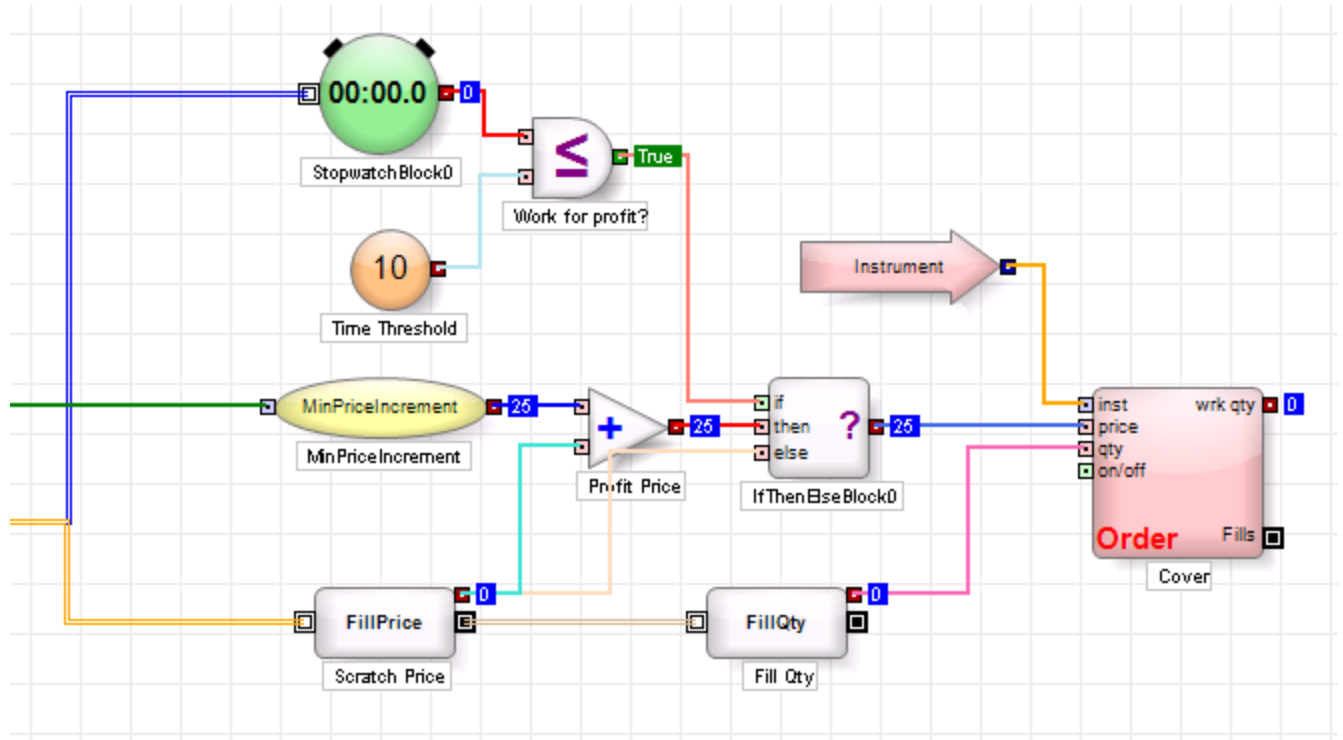 00:00.0
0
StopwatchBlock0
≤
True
Work for profit?
10
Time Threshold
Instrument
MinPriceIncrement
25
MinPriceIncrement
+
25
Profit Price
if
then
else
?
25
IfThenElseBlock0
inst
wrk qty
0
price
qty
on/off
Order
Fills
Cover
FillPrice
0
Scratch Price
FillQty
0
Fill Qty